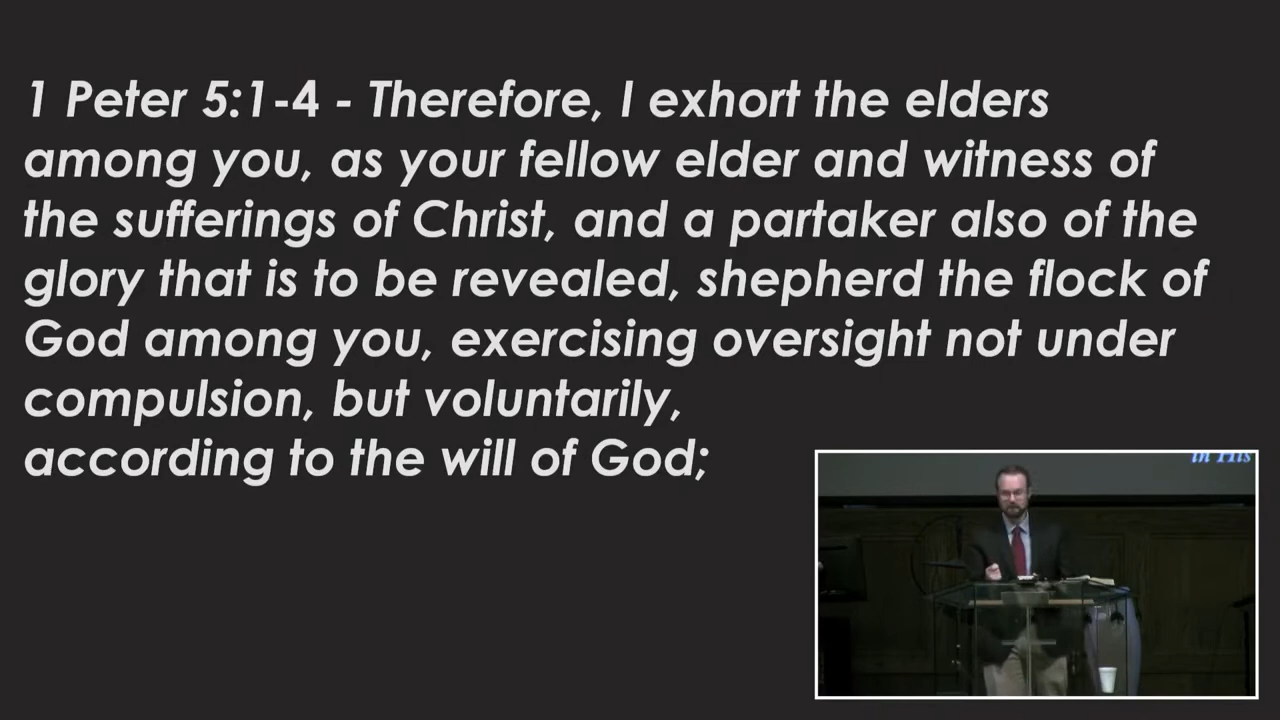 1 Peter 5:1-4 - Therefore, I exhort the elders
among you, as your fellow elder and witness of
the sufferings of Christ, and a partaker also of the
glory that is to be revealed, shepherd the flock of
God among you, exercising oversight not under
compulsion, but voluntarily,
according to the will of God;
in His